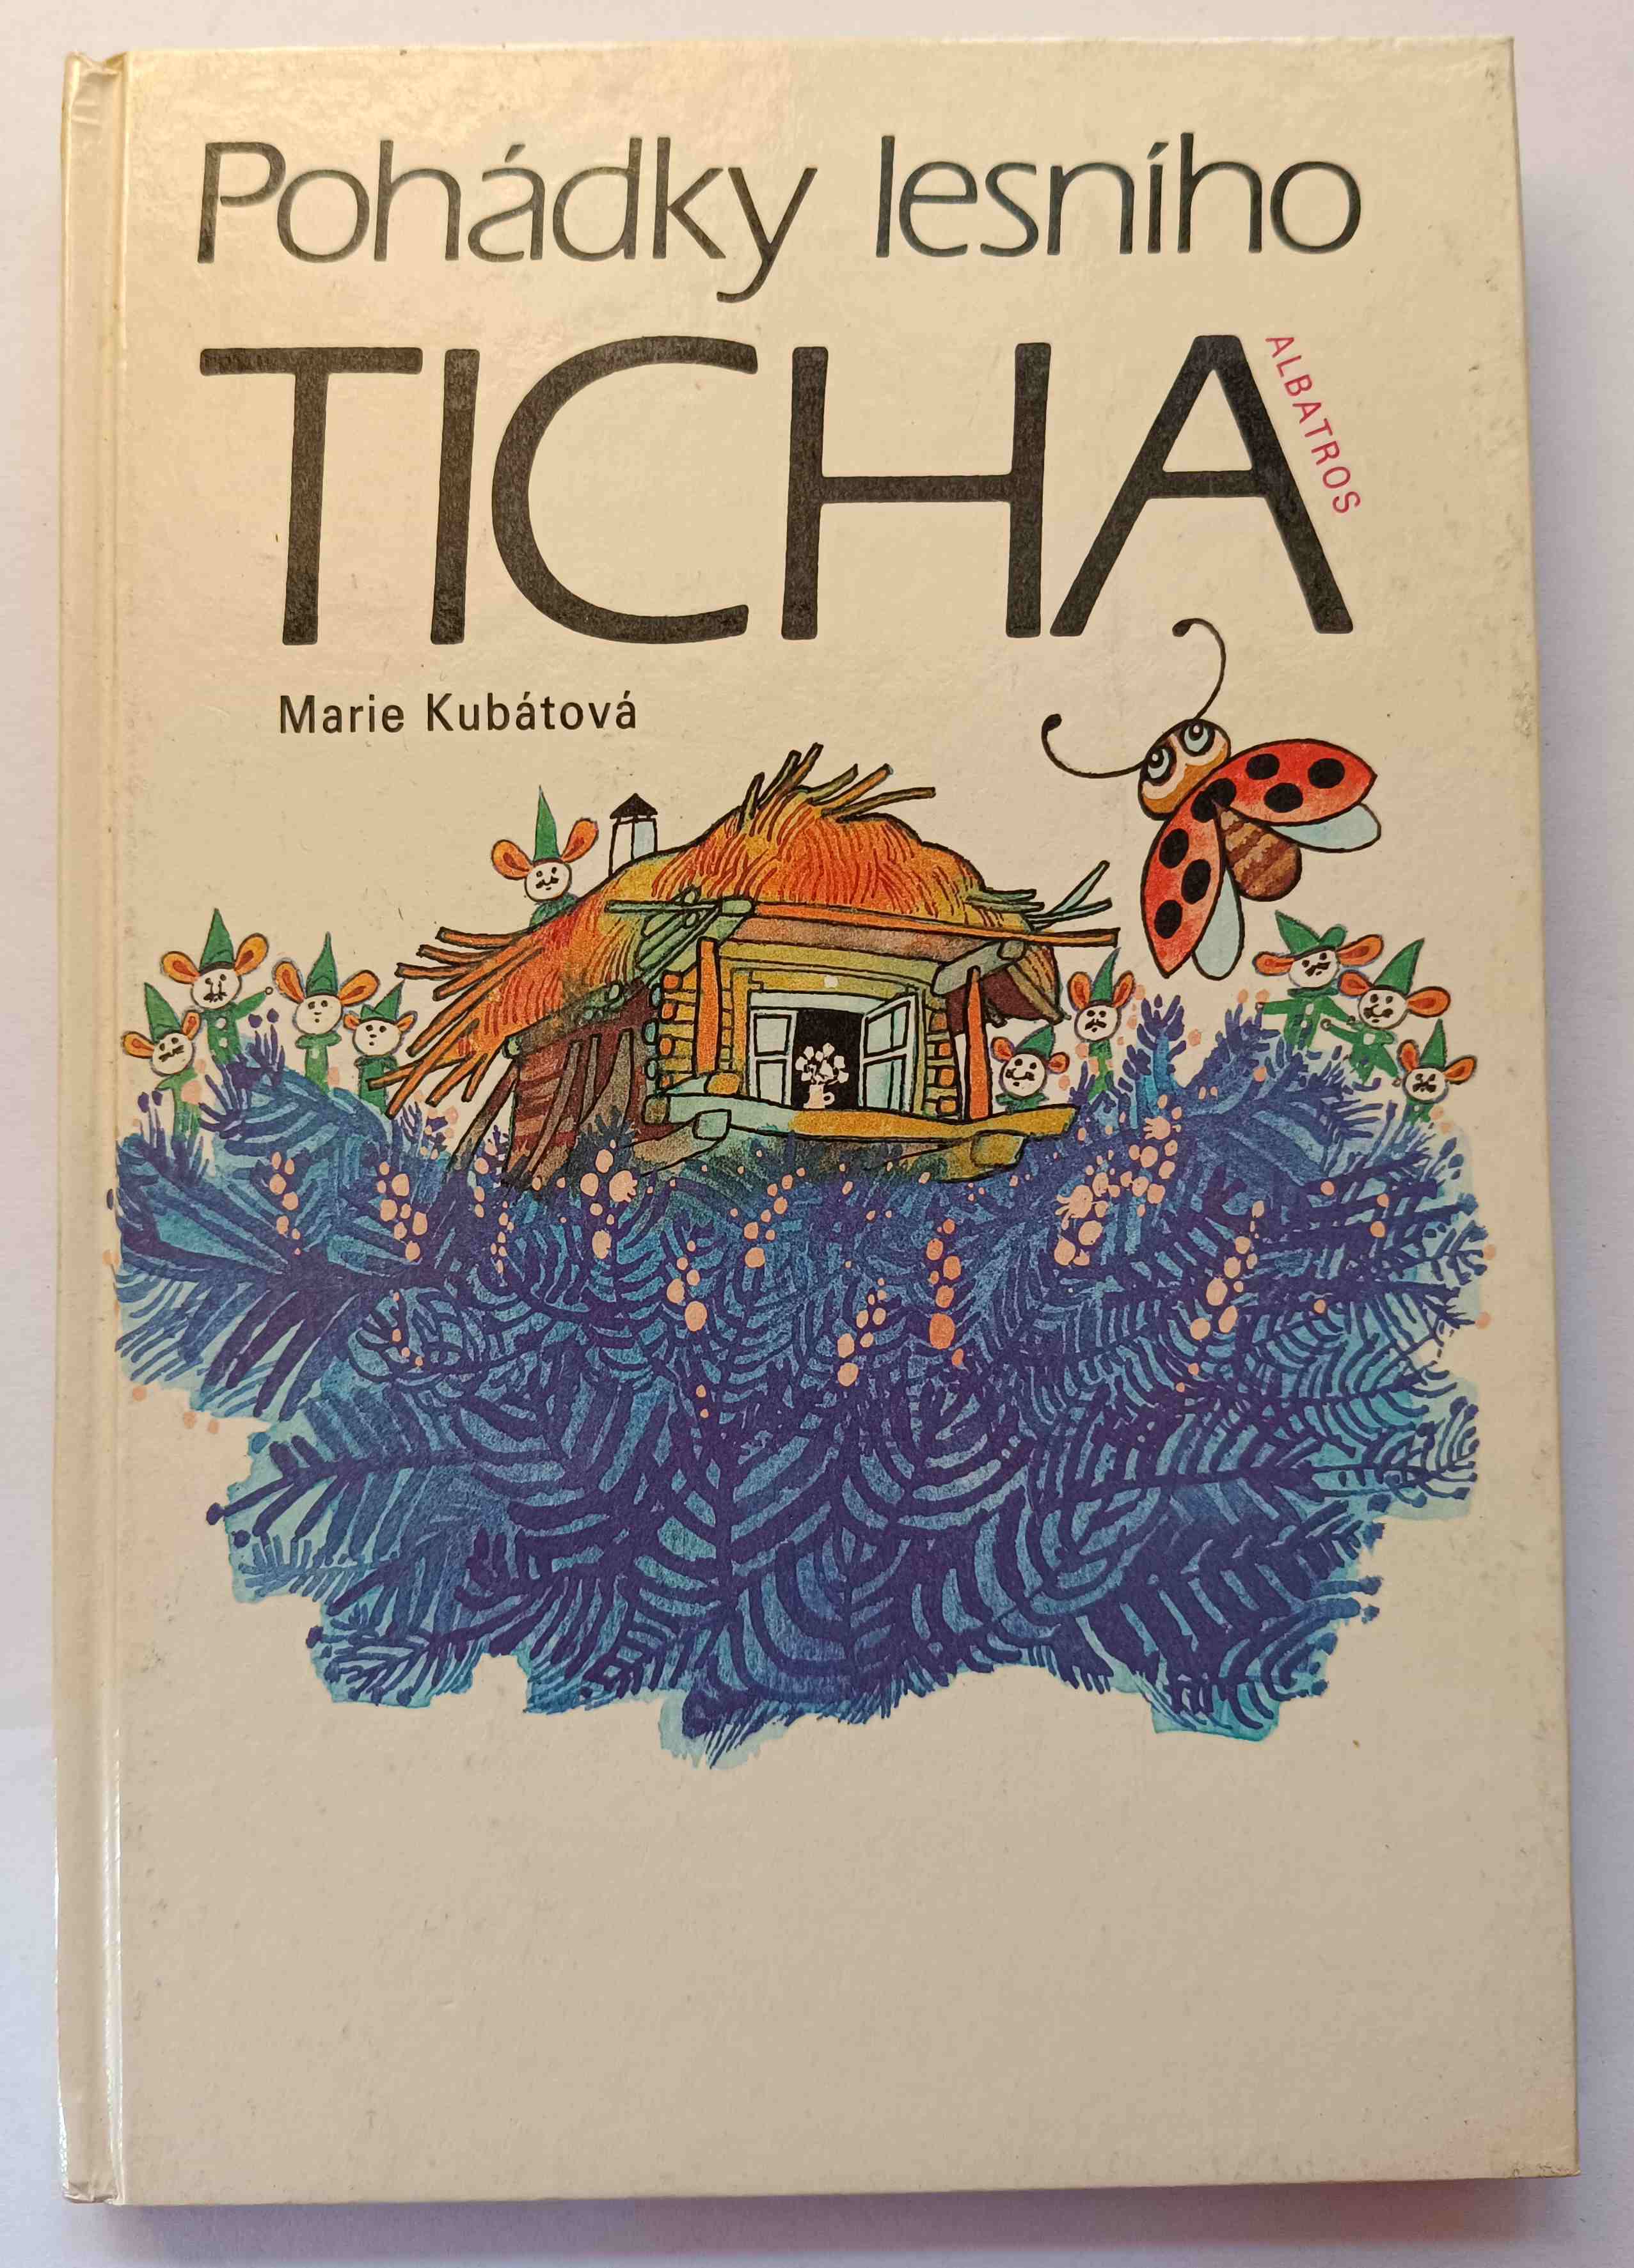 Pohádky lesního
TICHA
ALBATROS
Marie Kubátová